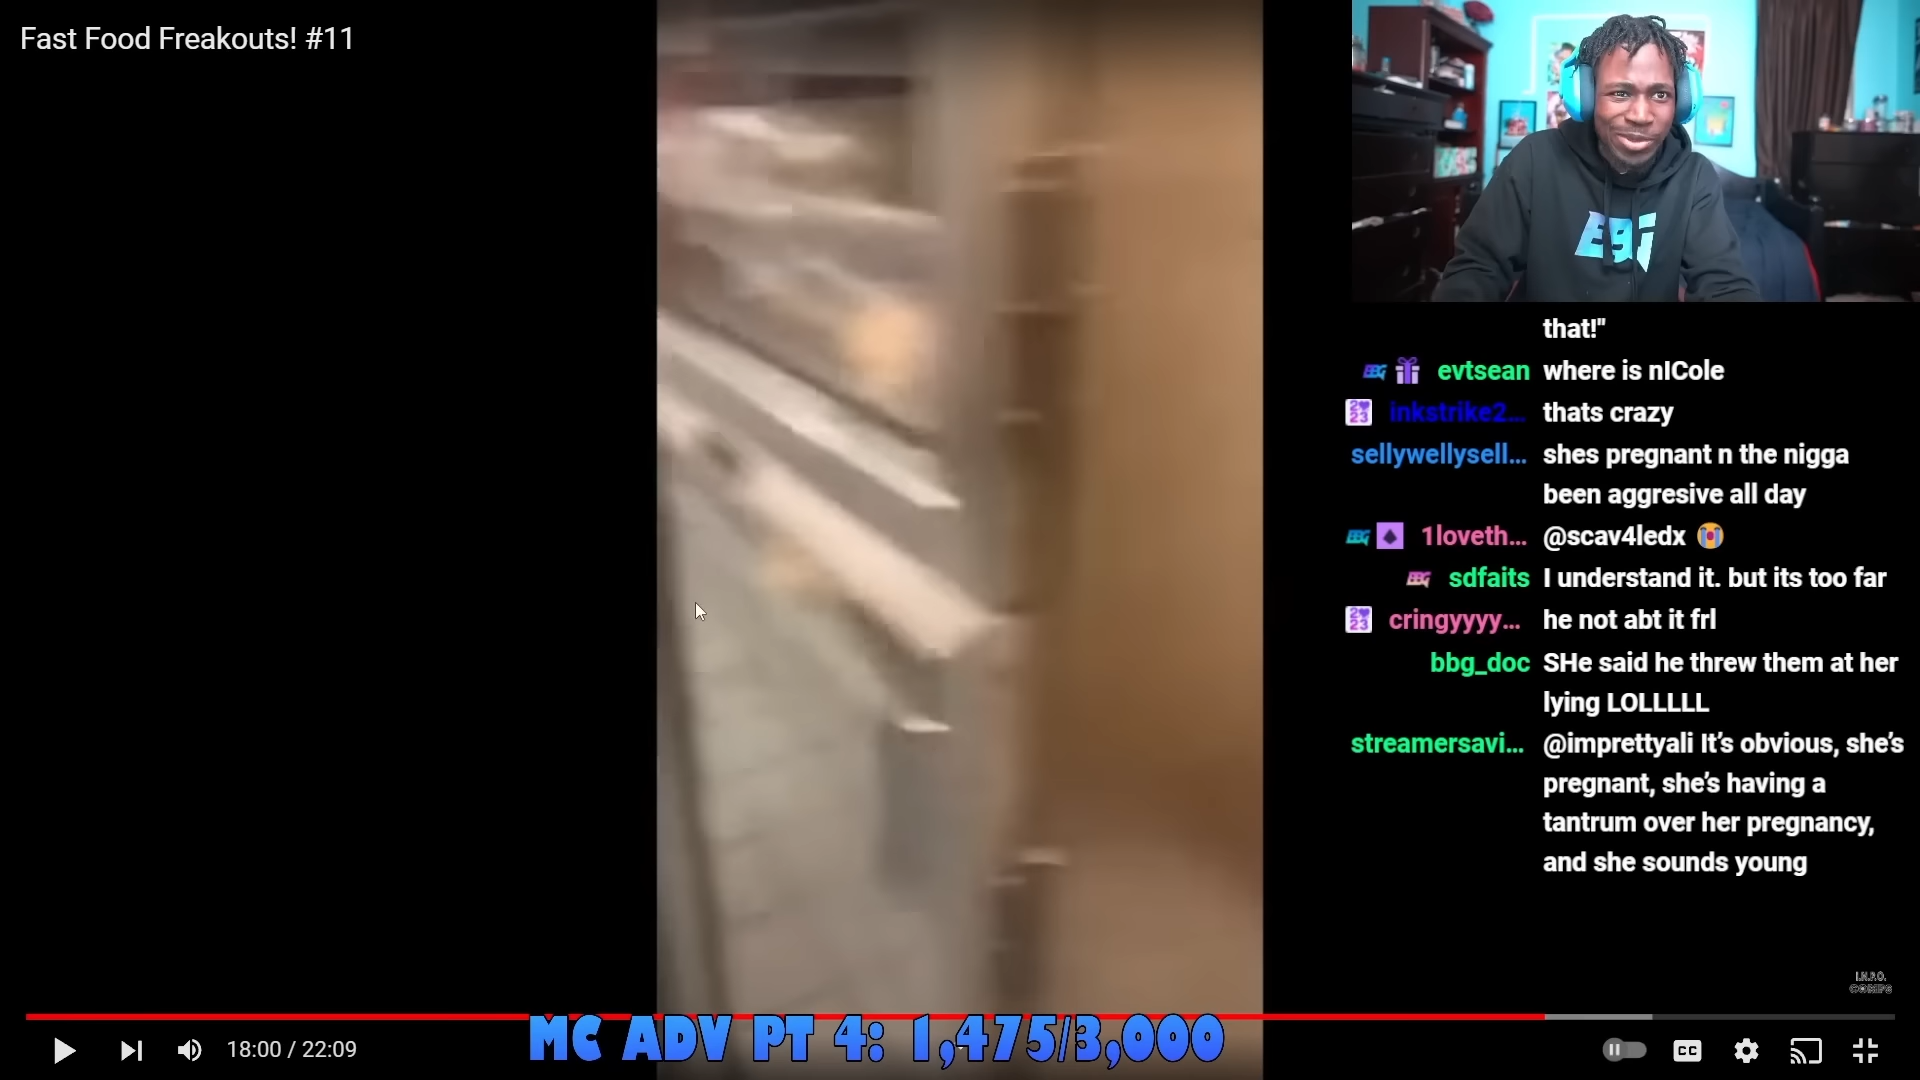 Fast Food Freakouts! #11
EBG
that!"
evtsean where is nICole
inkstrike2... thats crazy
sellywellysell... shes pregnant n the nigga
been aggresive all day
1loveth... @scav4ledx
sdfaits I understand it. but its too far
cringyyyy... he not abt it frl
bbg_doc SHe said he threw them at her
lying LOLLLLL
streamersavi... @imprettyali It's obvious, she's
pregnant, she's having a
tantrum over her pregnancy,
and she sounds young
MC ADV PT 4: 1,475/3,000
18:00 / 22:09
CC